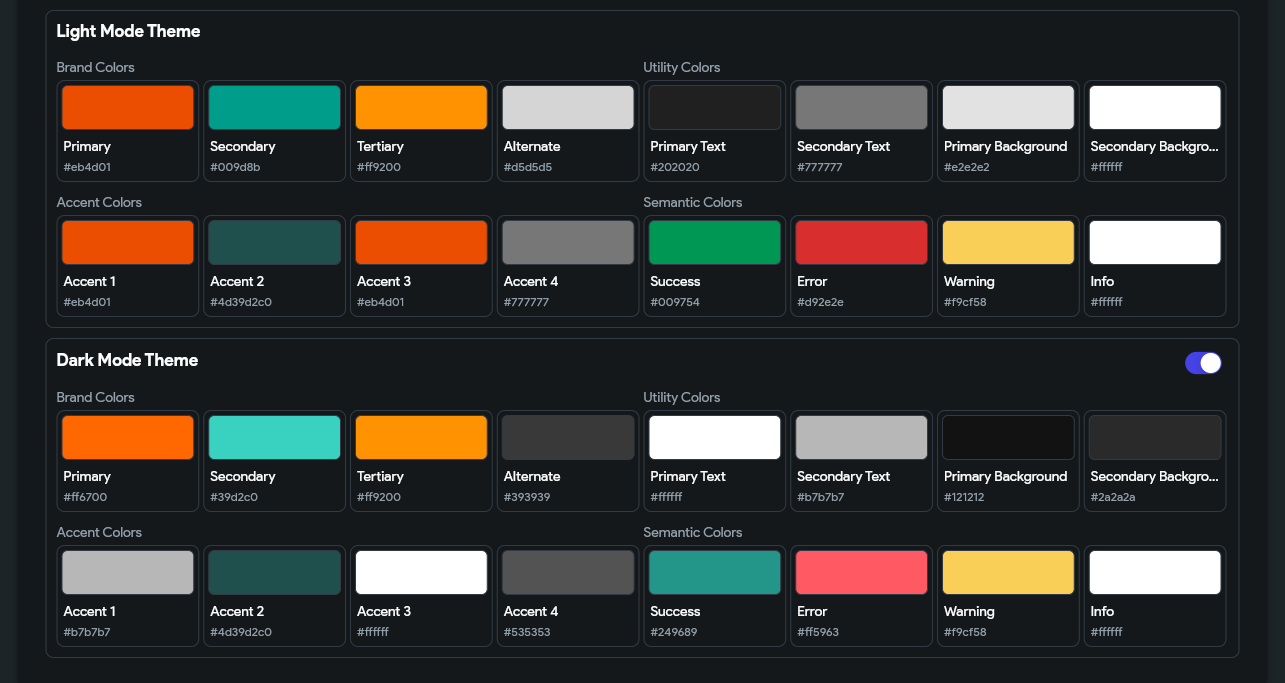 Light Mode Theme
Brand Colors Utility Colors
Primary Secondary Tertiary Alternate Primary Text Secondary Text Primary Background Secondary Backgro...
#eb4d01 #009d8b #ff9200 #d5d5d5 #202020 #777777 #e2e2e2 #ffffff
Accent Colors Semantic Colors
Accent 1 Accent 2 Accent 3 Accent 4 Success Error Warning Info
#eb4d01 #4d39d2c0 #eb4d01 #777777 #009754 #d92e2e #f9cf58 #ffffff
Dark Mode Theme
Brand Colors Utility Colors
Primary Secondary Tertiary Alternate Primary Text Secondary Text Primary Background Secondary Backgro...
#ff6700 #39d2c0 #ff9200 #393939 #ffffff #b7b7b7 #121212 #2a2a2a
Accent Colors Semantic Colors
Accent 1 Accent 2 Accent 3 Accent 4 Success Error Warning Info
#b7b7b7 #4d39d2c0 #ffffff #535353 #249689 #ff5963 #f9cf58 #ffffff